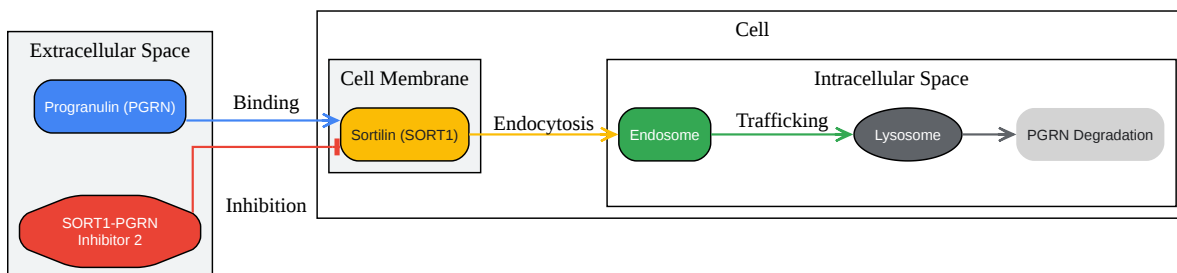 Cell
Extracellular Space
Cell Membrane
Intracellular Space
Progranulin (PGRN)
Binding
Sortilin (SORT1)
Endocytosis
Endosome
Trafficking
Lysosome
PGRN Degradation
Inhibition
SORT1-PGRN
Inhibitor 2